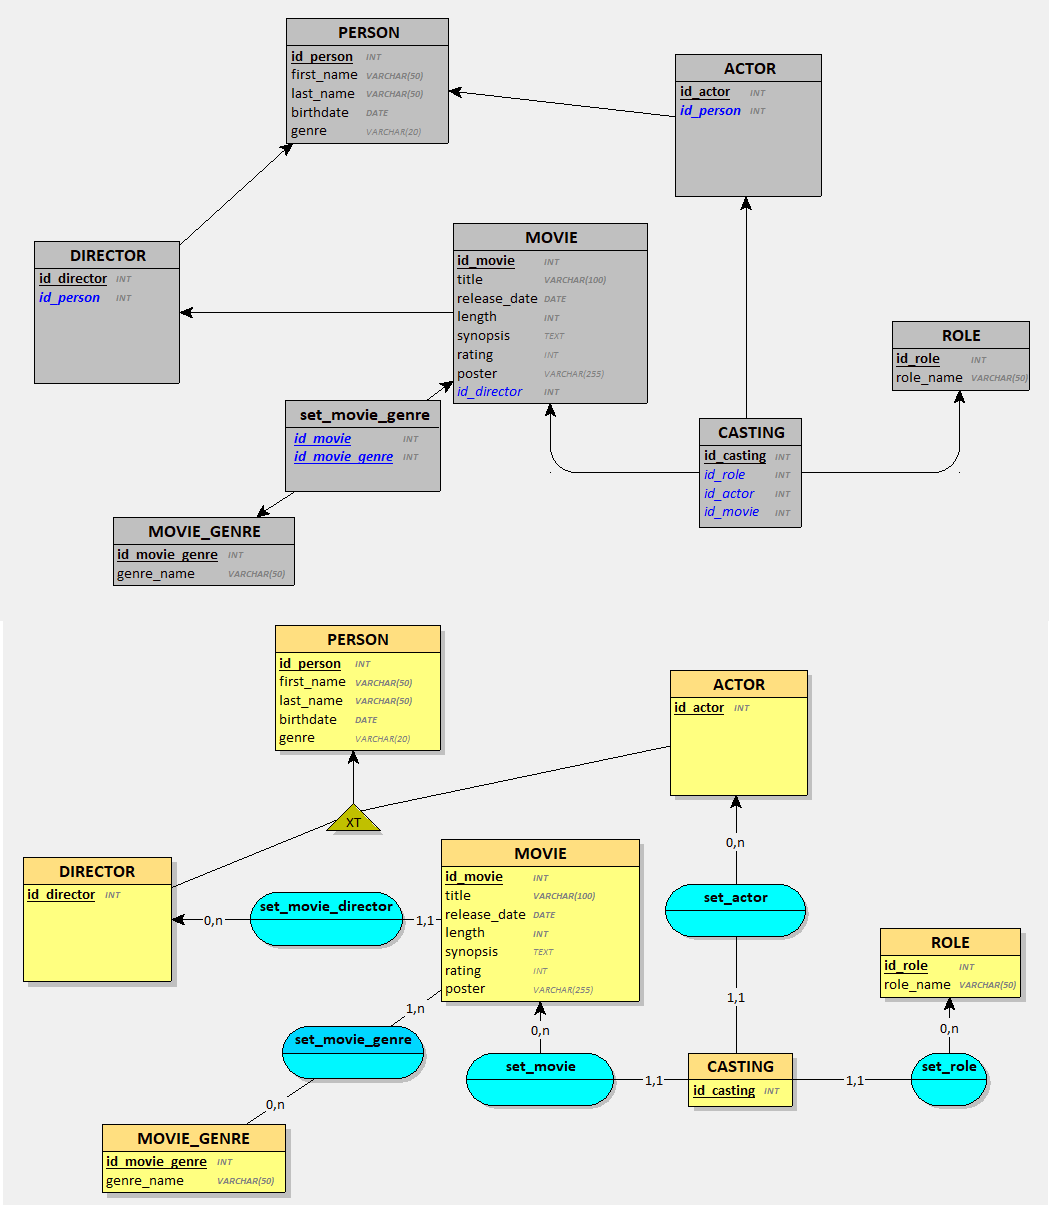 PERSON
id_person INT
first_name VARCHAR(50)
last_name VARCHAR(50)
birthdate DATE
genre VARCHAR(20)
ACTOR
id_actor INT
id_person INT
DIRECTOR
id_director INT
id_person INT
MOVIE
id_movie INT
title VARCHAR(100)
release_date DATE
length INT
synopsis TEXT
rating INT
poster VARCHAR(255)
id_director INT
ROLE
id_role INT
role_name VARCHAR(50)
set_movie_genre
id_movie INT
id_movie_genre INT
CASTING
id_casting INT
id_role INT
id_actor INT
id_movie INT
MOVIE_GENRE
id_movie_genre INT
genre_name VARCHAR(50)
PERSON
id_person INT
first_name VARCHAR(50)
last_name VARCHAR(50)
birthdate DATE
genre VARCHAR(20)
ACTOR
id_actor INT
XT
DIRECTOR
id_director INT
MOVIE
id_movie INT
title VARCHAR(100)
release_date DATE
length INT
synopsis TEXT
rating INT
poster VARCHAR(255)
0,n
set_actor
set_movie_director
0,n
1,1
ROLE
id_role INT
role_name VARCHAR(50)
1,1
1,n
set_movie_genre
0,n
0,n
set_movie
1,1
CASTING
id_casting INT
1,1
set_role
0,n
MOVIE_GENRE
id_movie_genre INT
genre_name VARCHAR(50)